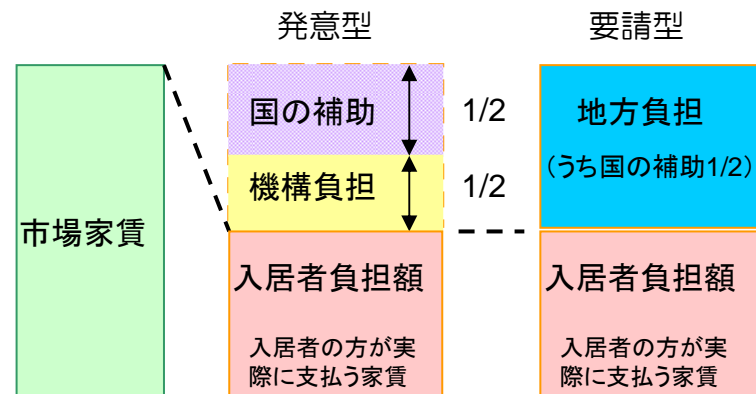 発意型
要請型
市場家賃
国の補助
1/2
機構負担
1/2
入居者負担額
入居者の方が実
際に支払う家賃
地方負担
(うち国の補助1/2)
入居者負担額
入居者の方が実
際に支払う家賃